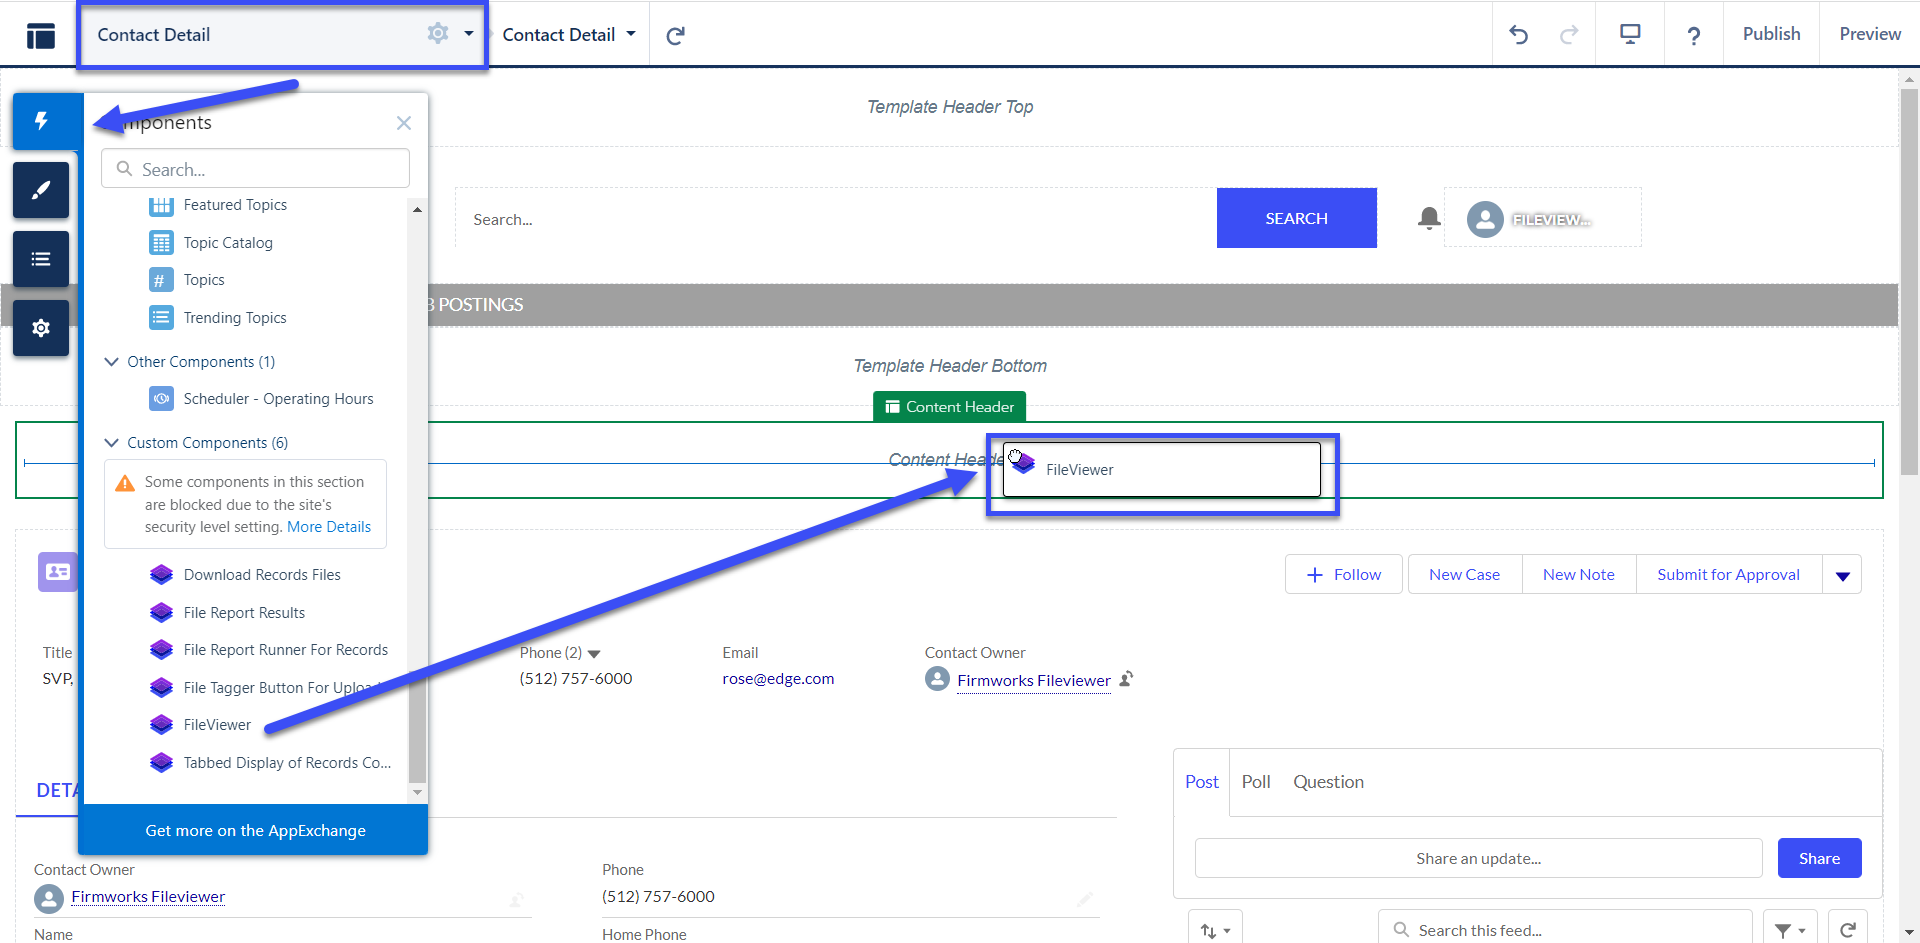 Contact Detail
Contact Detail
?
Publish
Preview
Template Header Top
mponents
Search...
Featured Topics
Topic Catalog
# Topics
Trending Topics
Other Components (1)
Scheduler - Operating Hours
Custom Components (6)
Some components in this section
are blocked due to the site's
security level setting. More Details
Download Records Files
File Report Results
File Report Runner For Records
File Tagger Button For Uploa
FileViewer
Tabbed Display of Records Co...
Get more on the AppExchange
Search...
SEARCH
FILEVIEW...
B POSTINGS
Template Header Bottom
Content Header
Content Heade
FileViewer
Follow
New Case
New Note
Submit for Approval
Title
SVP,
Phone (2)
(512) 757-6000
Email
rose@edge.com
Contact Owner
Firmworks Fileviewer
DETA
Post
Poll
Question
Share an update...
Share
Contact Owner
Firmworks Fileviewer
Phone
(512) 757-6000
Name
Home Phone
Search this feed...